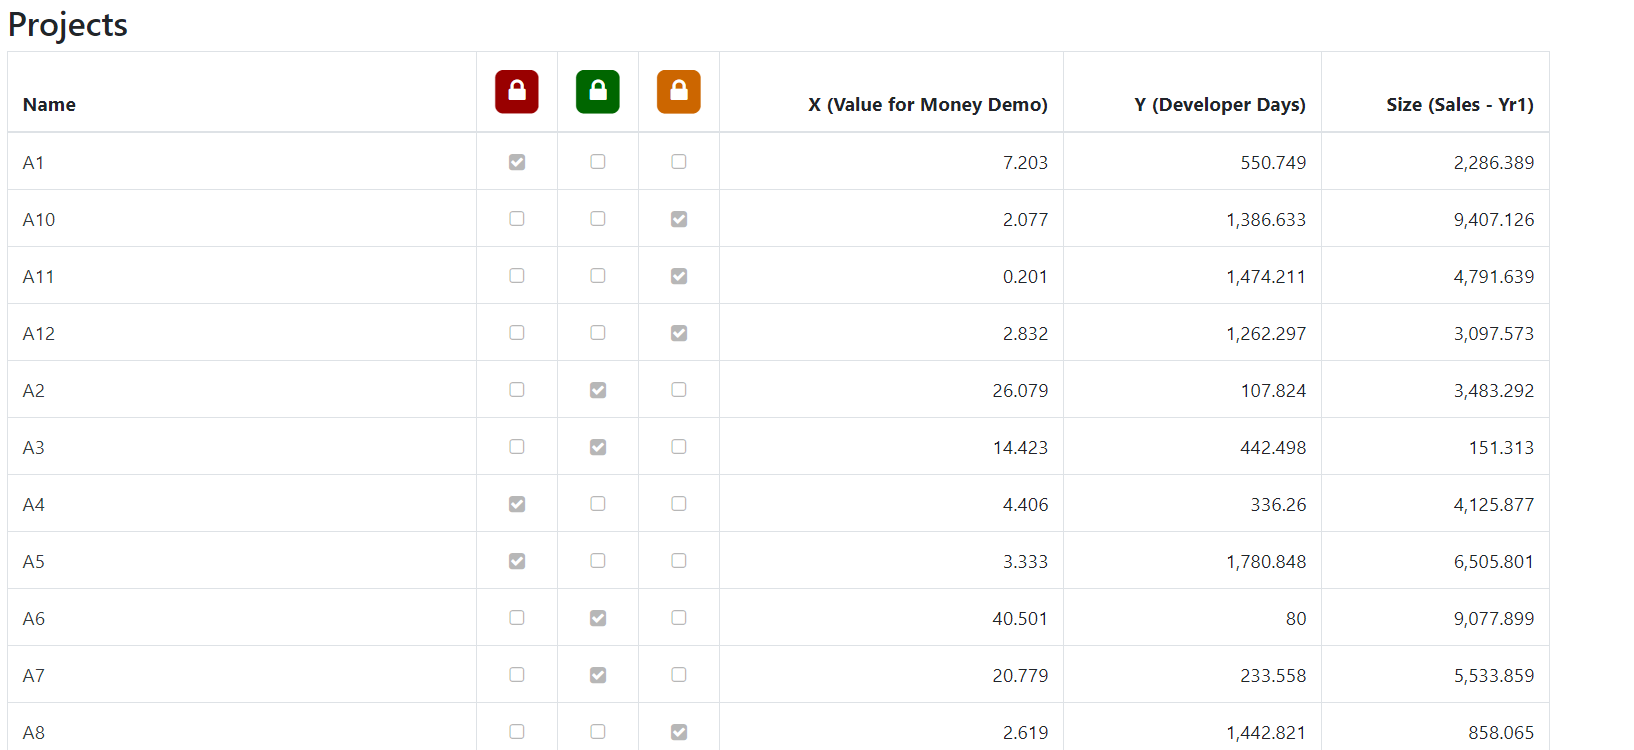 Projects
Name X (Value for Money Demo) Y (Developer Days) Size (Sales - Yr1)
A1 7.203 550.749 2,286.389
A10 2.077 1,386.633 9,407.126
A11 0.201 1,474.211 4,791.639
A12 2.832 1,262.297 3,097.573
A2 26.079 107.824 3,483.292
A3 14.423 442.498 151.313
A4 4.406 336.26 4,125.877
A5 3.333 1,780.848 6,505.801
A6 40.501 80 9,077.899
A7 20.779 233.558 5,533.859
A8 2.619 1,442.821 858.065